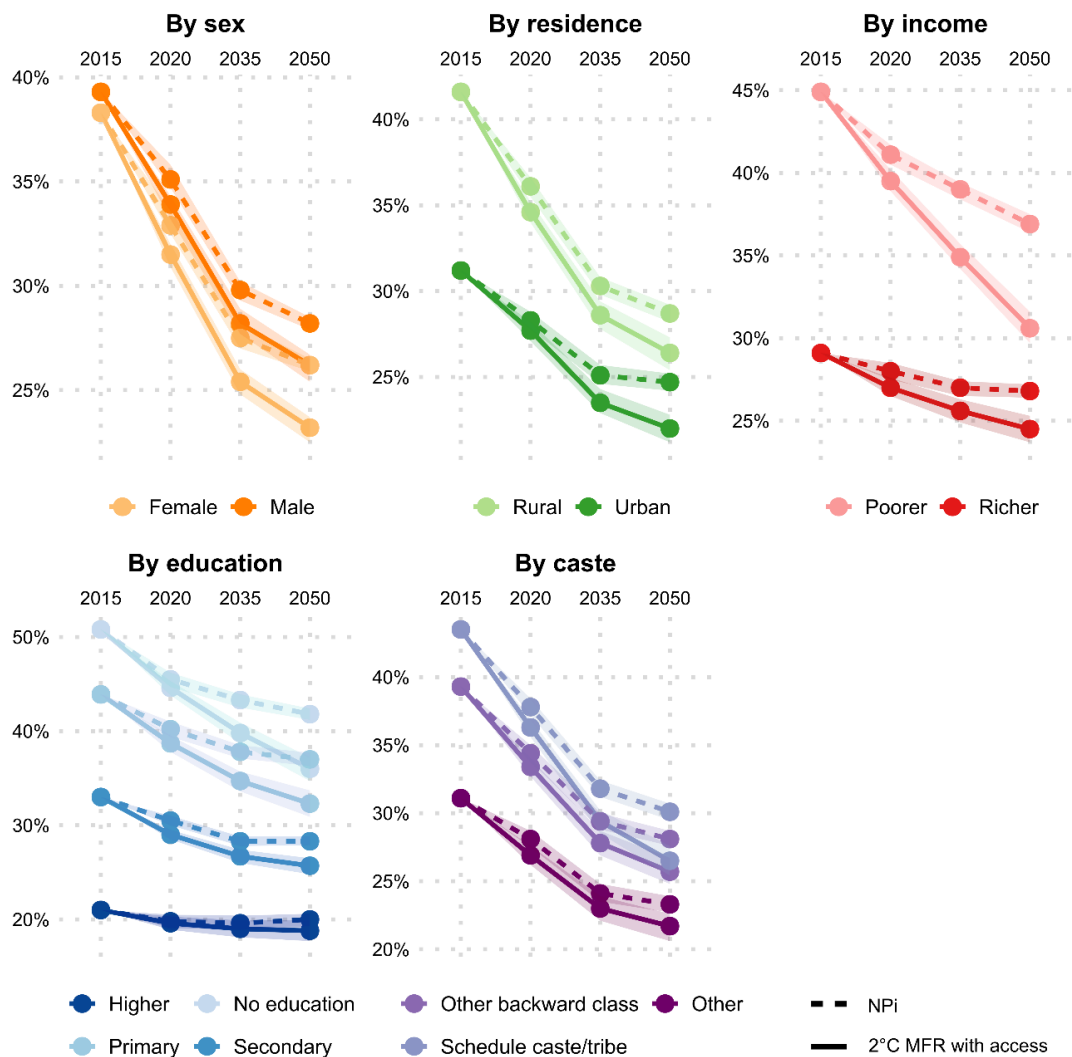 By sex
By residence
By income
2015 2020 2035 2050
2015 2020 2035 2050
2015 2020 2035 2050
40%
35%
30%
25%
40%
35%
30%
25%
45%
40%
35%
30%
25%
Female Male
Rural Urban
Poorer Richer
By education
By caste
2015 2020 2035 2050
2015 2020 2035 2050
50%
40%
30%
20%
40%
35%
30%
25%
20%
Higher No education
Primary Secondary
Other backward class Other
Schedule caste/tribe
NPi
2°C MFR with access